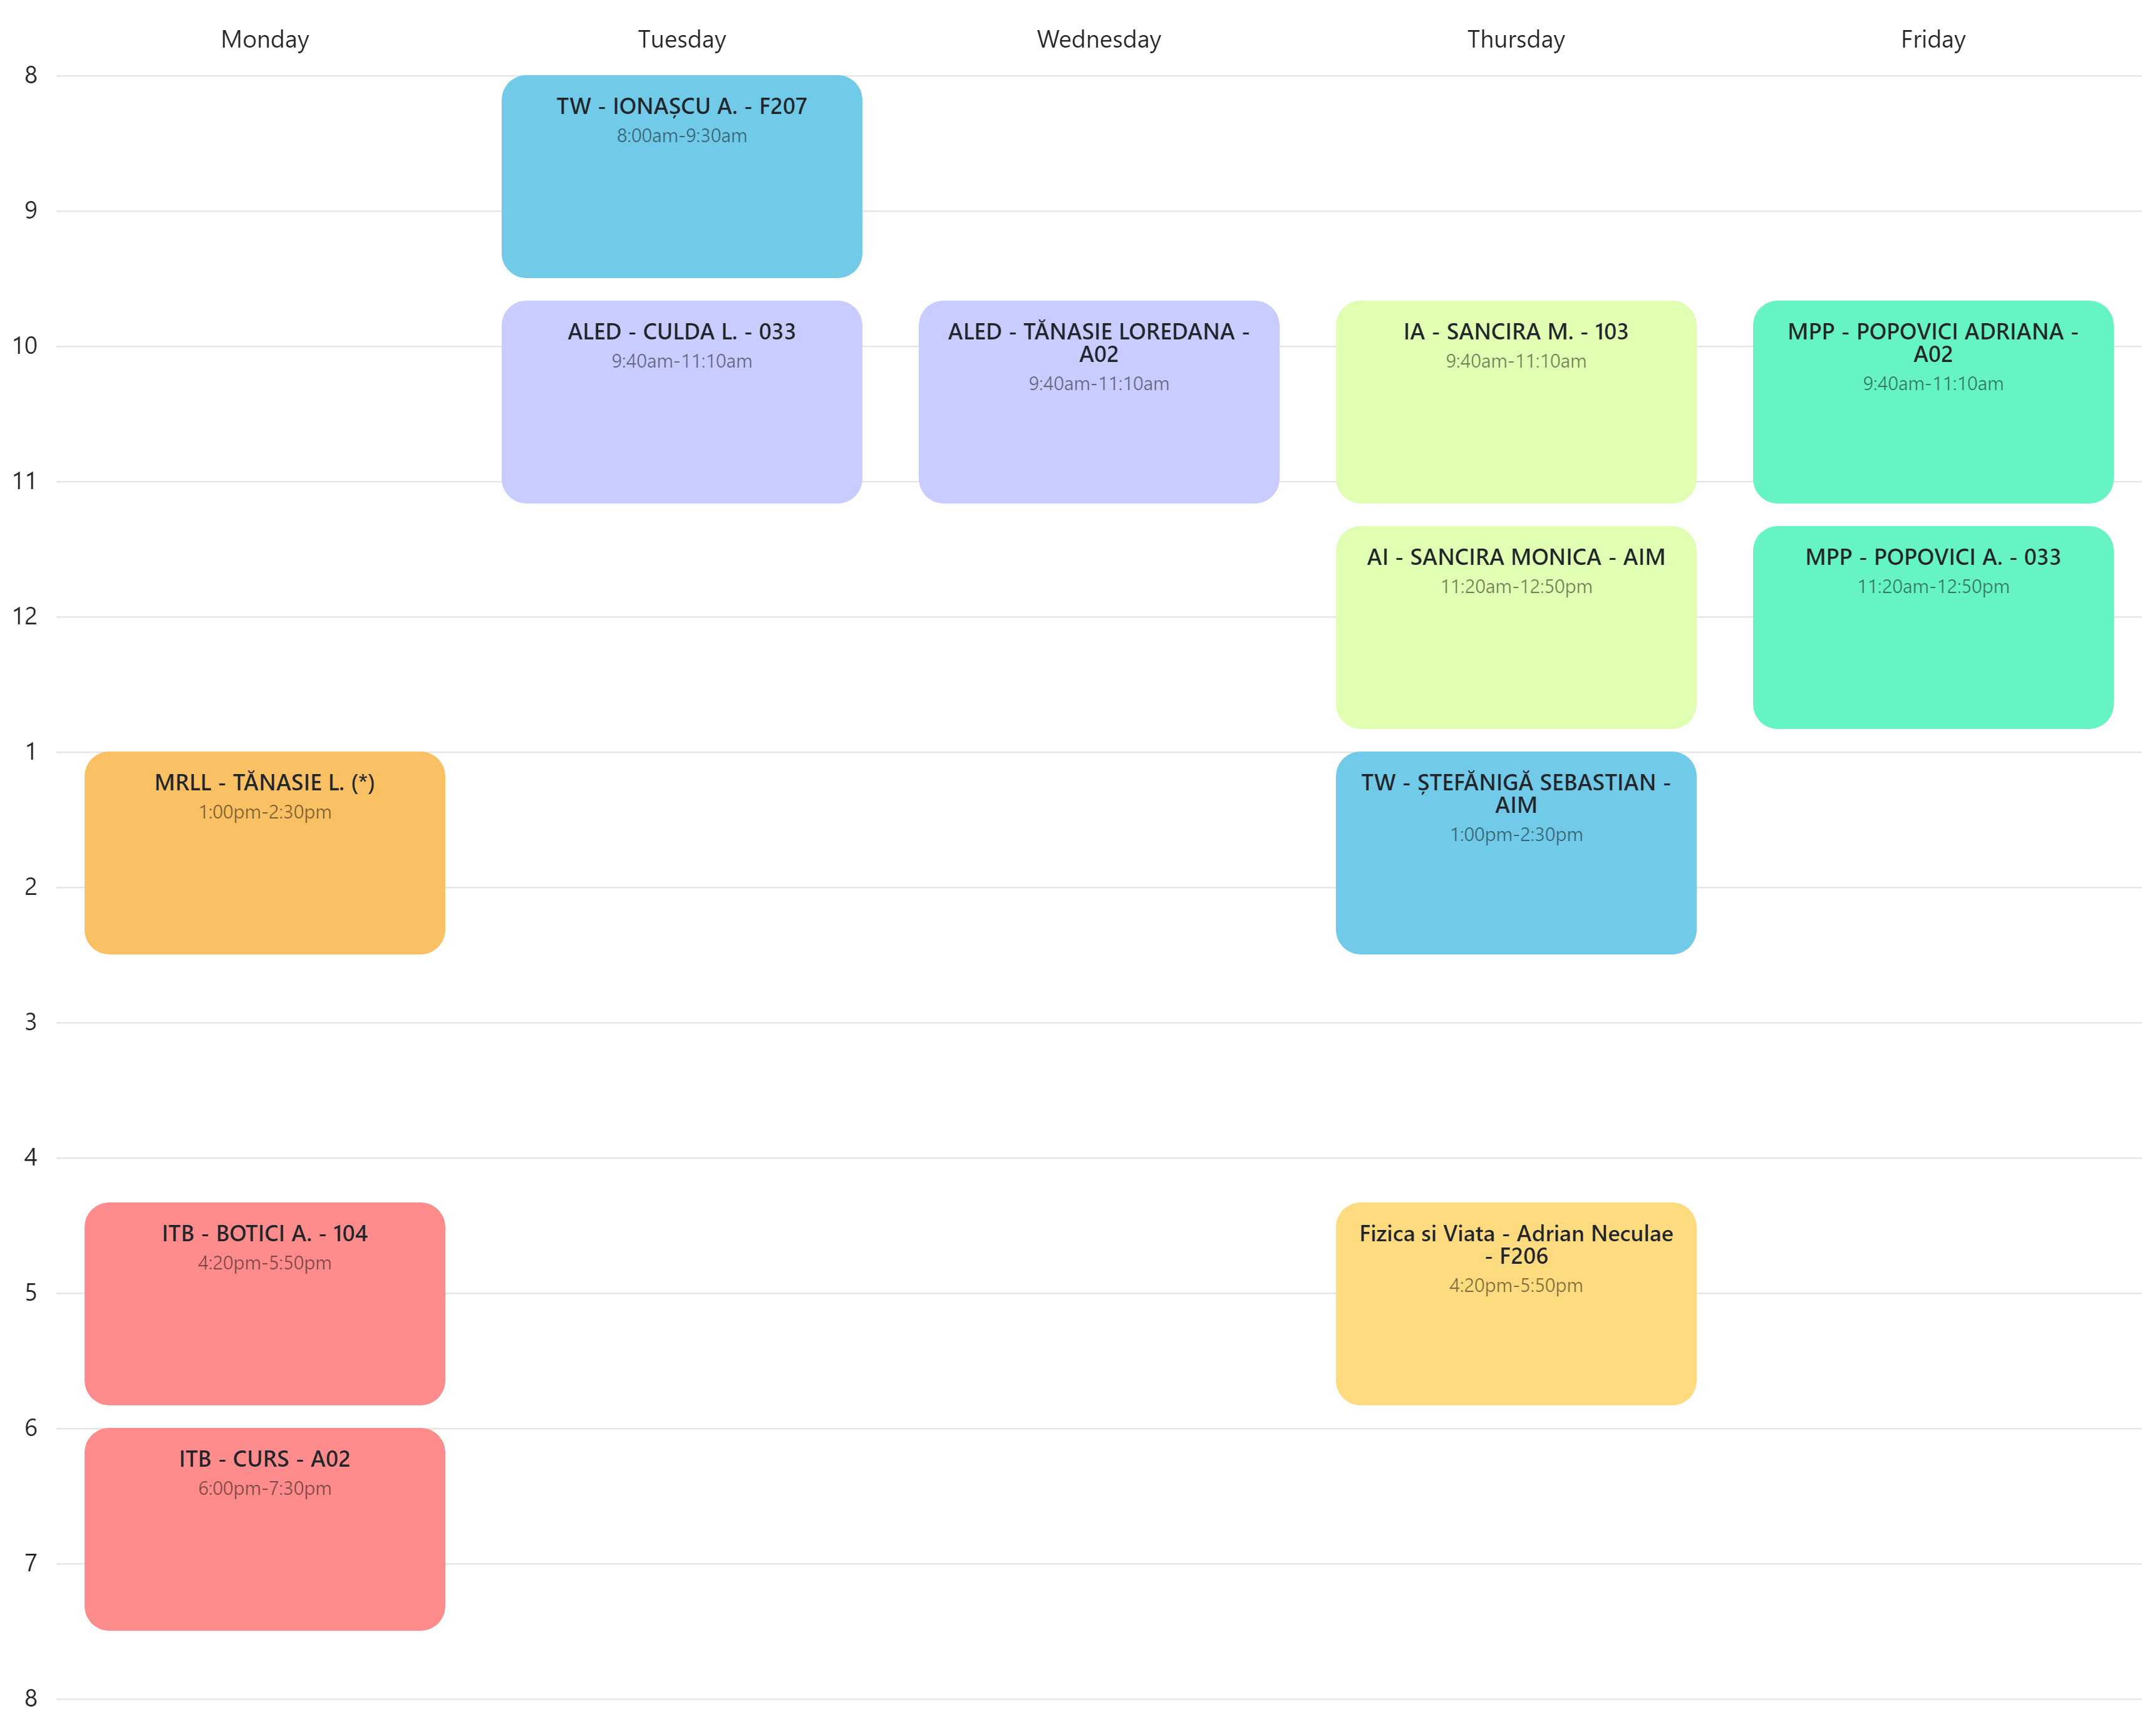 Monday
Tuesday
Wednesday
Thursday
Friday
8
9
10
11
12
1
2
3
4
5
6
7
8
MRLL - TĂNASIE L. (*)
1:00pm-2:30pm
ITB - BOTICI A. - 104
4:20pm-5:50pm
ITB - CURS - A02
6:00pm-7:30pm
TW - IONAȘCU A. - F207
8:00am-9:30am
ALED - CULDA L. - 033
9:40am-11:10am
ALED - TĂNASIE LOREDANA -
A02
9:40am-11:10am
IA - SANCIRA M. - 103
9:40am-11:10am
AI - SANCIRA MONICA - AIM
11:20am-12:50pm
TW - ȘTEFĂNIGĂ SEBASTIAN -
AIM
1:00pm-2:30pm
Fizica si Viata - Adrian Neculae
- F206
4:20pm-5:50pm
MPP - POPOVICI ADRIANA -
A02
9:40am-11:10am
MPP - POPOVICI A. - 033
11:20am-12:50pm